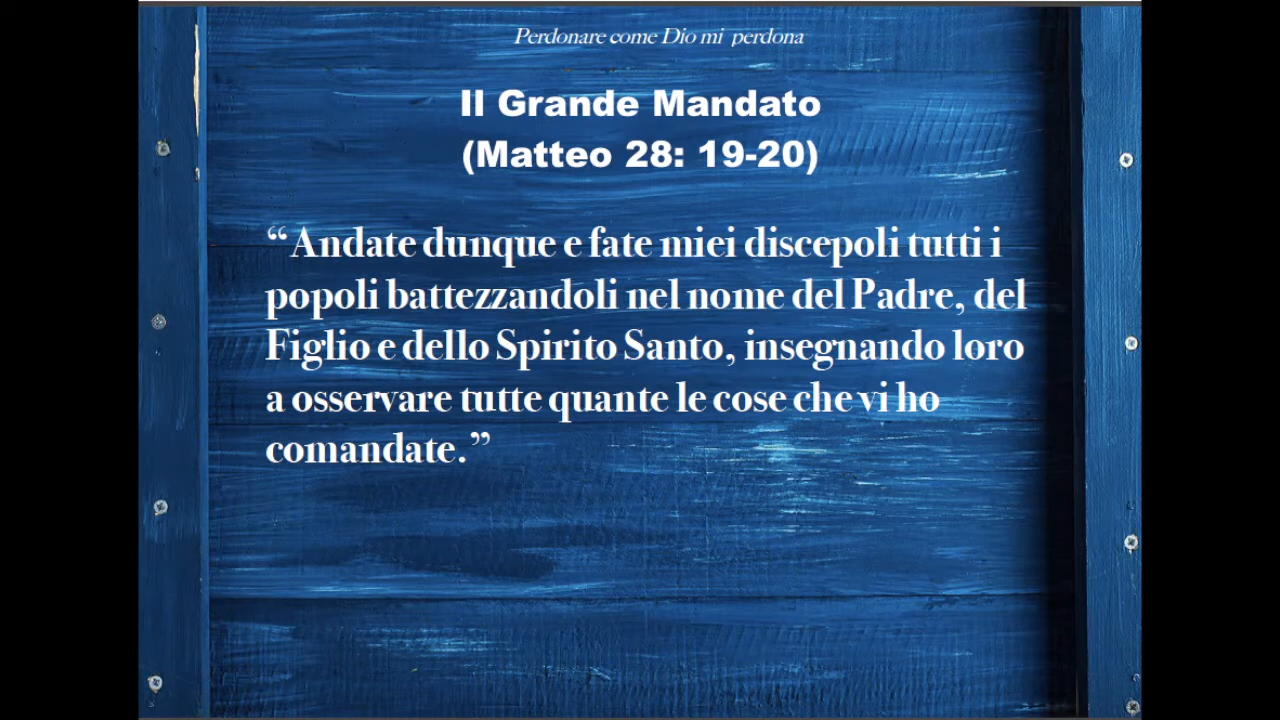 Perdonare come Dio mi perdona
Il Grande Mandato
(Matteo 28: 19-20)
“Andate dunque e fate miei discepoli tutti i
popoli battezzandoli nel nome del Padre, del
Figlio e dello Spirito Santo, insegnando loro
a osservare tutte quante le cose che vi ho
comandate.”